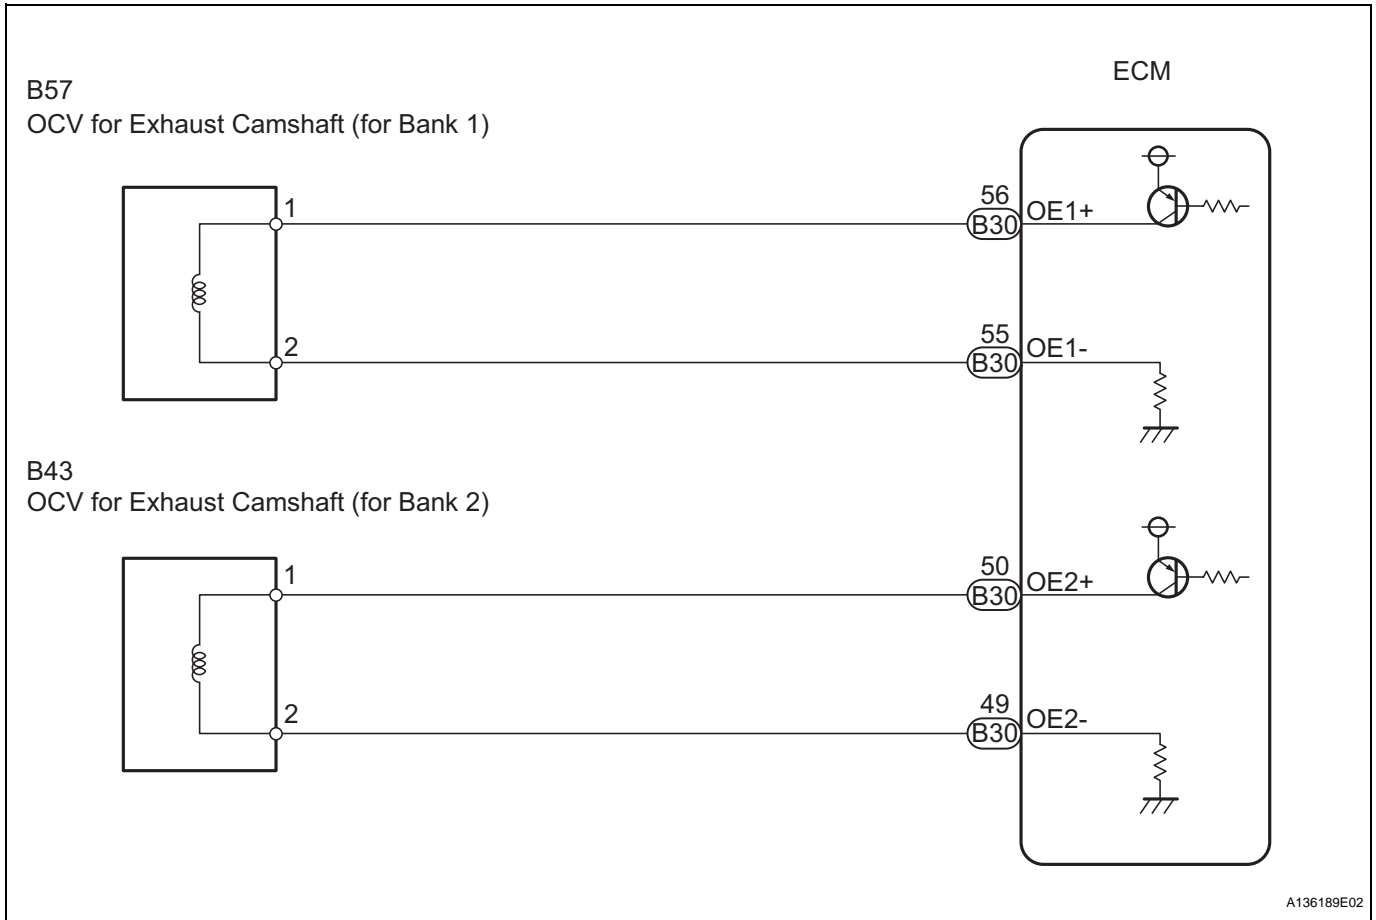 ECM
B57
OCV for Exhaust Camshaft (for Bank 1)
1
56
B30
OE1+
2
55
B30
OE1-
B43
OCV for Exhaust Camshaft (for Bank 2)
1
50
B30
OE2+
2
49
B30
OE2-
A136189E02